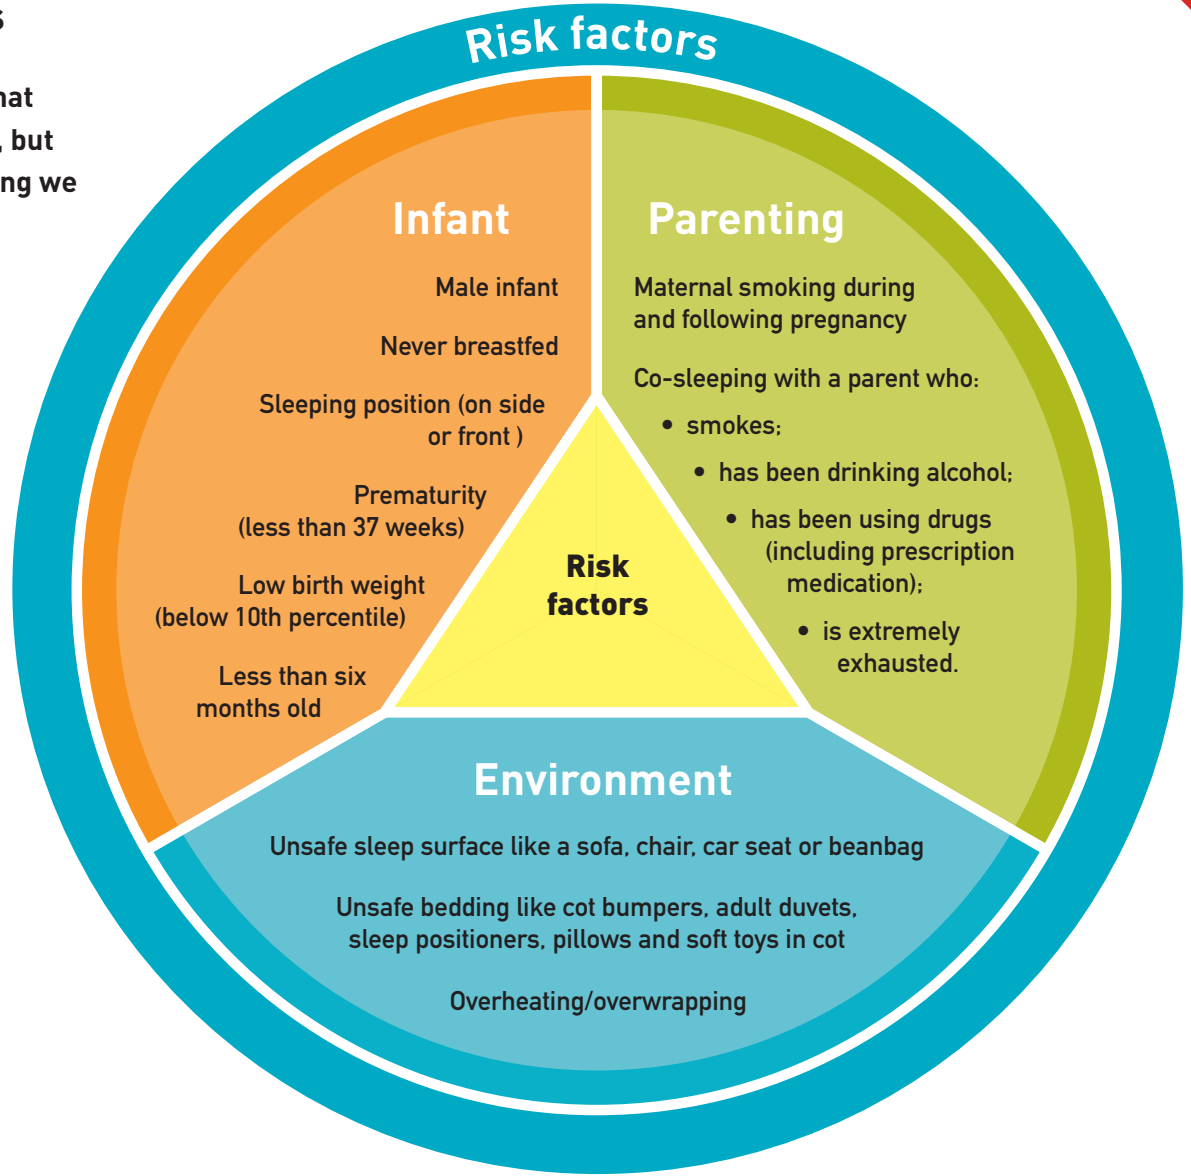 s
hat
, but
ng we
Risk factors
Infant
Male infant
Never breastfed
Sleeping position (on side
or front )
Prematurity
(less than 37 weeks)
Low birth weight
(below 10th percentile)
Less than six
months old
Parenting
Maternal smoking during
and following pregnancy
Co-sleeping with a parent who:
• smokes;
• has been drinking alcohol;
• has been using drugs
(including prescription
medication);
• is extremely
exhausted.
Risk
factors
Environment
Unsafe sleep surface like a sofa, chair, car seat or beanbag
Unsafe bedding like cot bumpers, adult duvets,
sleep positioners, pillows and soft toys in cot
Overheating/overwrapping